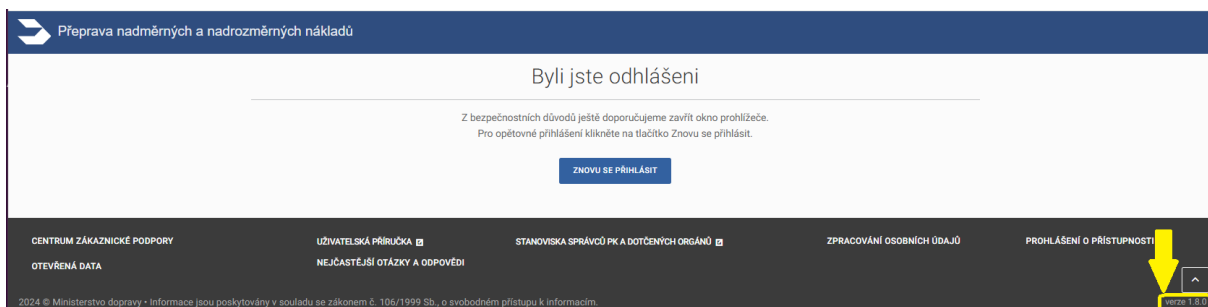 Přeprava nadměrných a nadrozměrných nákladů
Byli jste odhlášeni
Z bezpečnostních důvodů ještě doporučujeme zavřít okno prohlížeče.
Pro opětovné přihlášení klikněte na tlačítko Znovu se přihlásit.
ZNOVU SE PŘIHLÁSIT
CENTRUM ZÁKAZNICKÉ PODPORY
UŽIVATELSKÁ PŘÍRUČKA
STANOVISKA SPRÁVCŮ PK A DOTČENÝCH ORGÁNŮ
ZPRACOVÁNÍ OSOBNÍCH ÚDAJŮ
PROHLÁŠENÍ O PŘÍSTUPNOSTI
OTEVŘENÁ DATA
NEJČASTĚJŠÍ OTÁZKY A ODPOVĚDI
2024 © Ministerstvo dopravy • Informace jsou poskytovány v souladu se zákonem č. 106/1999 Sb., o svobodném přístupu k informacím.
verze 1.8.0